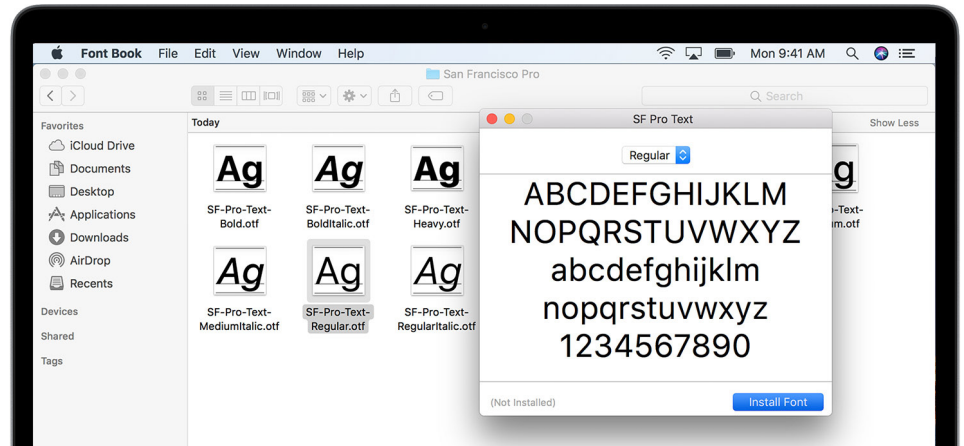 Font Book File Edit View Window Help Mon 9:41 AM
San Francisco Pro
Search
Favorites
iCloud Drive
Documents
Desktop
Applications
Downloads
AirDrop
Recents
Devices
Shared
Tags
Today
Show Less
Ag
SF-Pro-Text-
Bold.otf
Ag
SF-Pro-Text-
BoldItalic.otf
Ag
SF-Pro-Text-
Heavy.otf
g
-Text-
m.otf
Ag
SF-Pro-Text-
MediumItalic.otf
Ag
SF-Pro-Text-
Regular.otf
Ag
SF-Pro-Text-
RegularItalic.otf
SF Pro Text
Regular
ABCDEFGHIJKLM
NOPQRSTUVWXYZ
abcdefghijklm
nopqrstuvwxyz
1234567890
(Not Installed)
Install Font